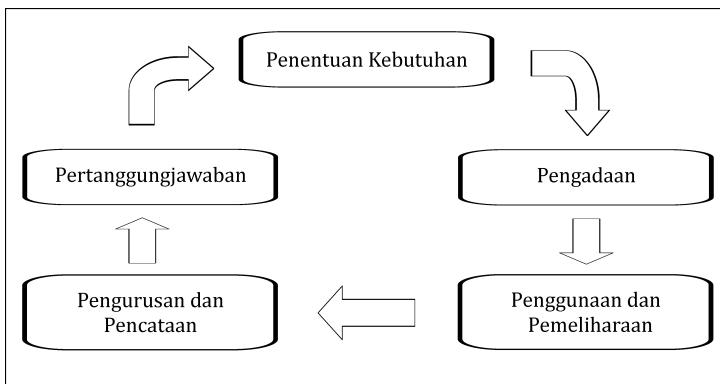 Penentuan Kebutuhan
Pengadaan
Penggunaan dan
Pemeliharaan
Pengurusan dan
Pencataan
Pertanggungjawaban